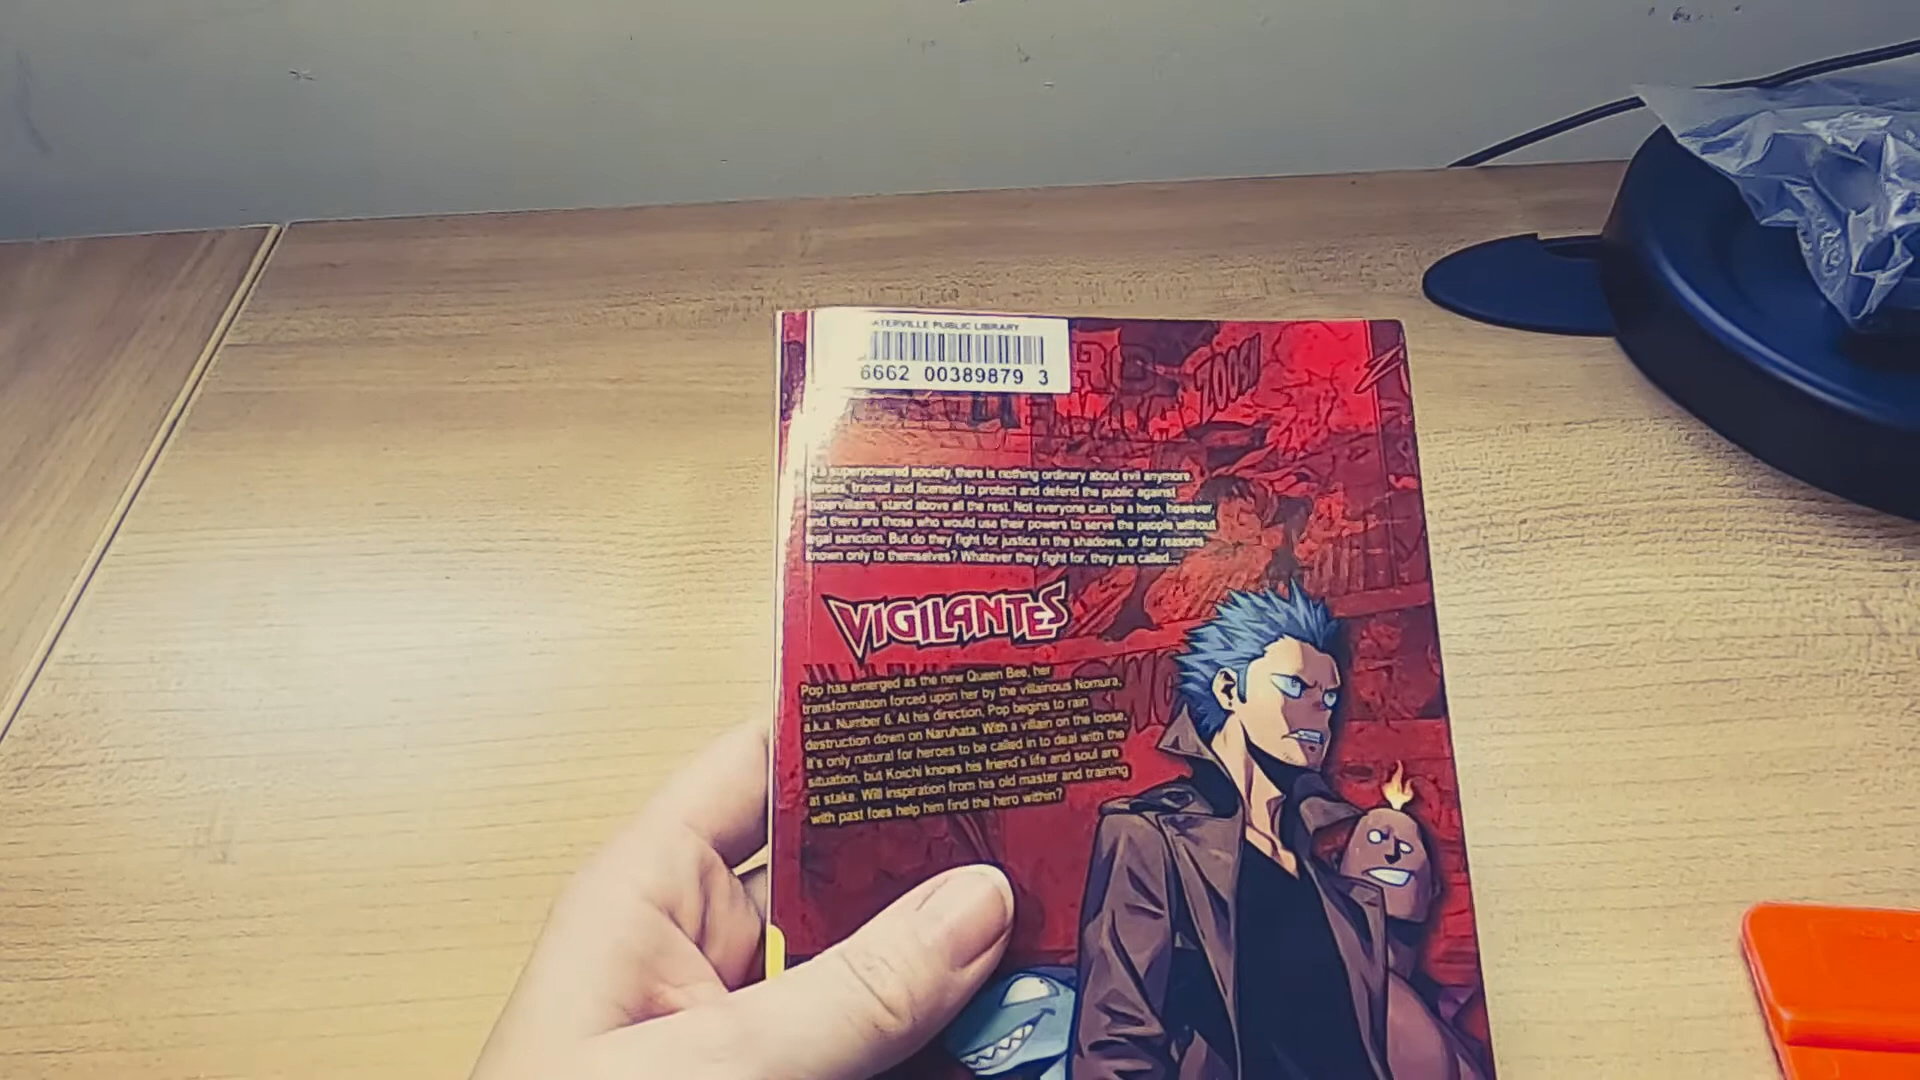 ATERVILLE PUBLIC LIBRARY
6662 00389879 3
ZOOSH
superpowered society, there is nothing ordinary about evil anymore.
trained and licensed to protect and defend the public against
supervillains, stand above all the rest. Not everyone can be a hero, however,
and there are those who would use their powers to serve the people without
legal sanction. But do they fight for justice in the shadows, or for reasons
known only to themselves? Whatever they fight for, they are called...
VIGILANTES
Pop has emerged as the new Queen Bee, her
transformation forced upon her by the villainous Nomura,
a.k.a. Number 6. At his direction, Pop begins to rain
destruction down on Naruhata. With a villain on the loose,
it's only natural for heroes to be called in to deal with the
situation, but Koichi knows his friend's life and soul are
at stake. Will inspiration from his old master and training
with past foes help him find the hero within?